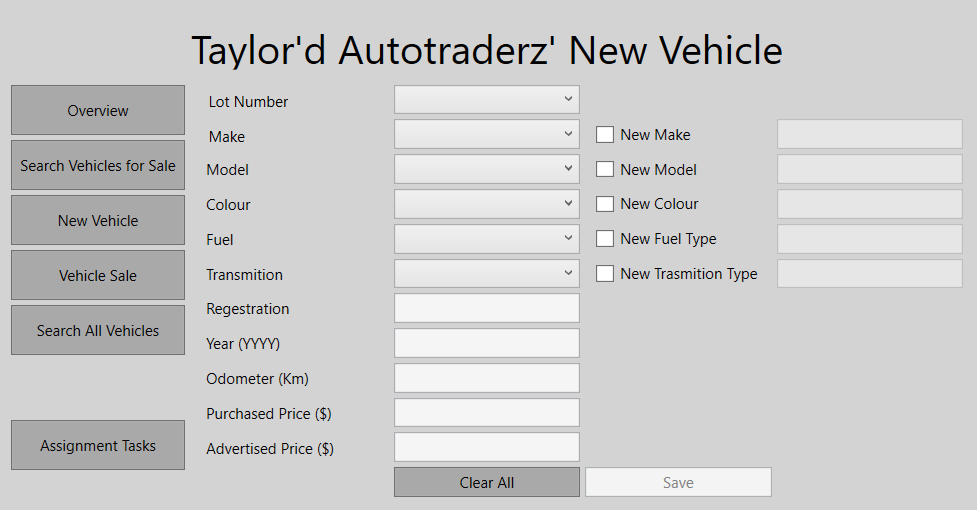 Taylor'd Autotraderz' New Vehicle
Overview
Search Vehicles for Sale
New Vehicle
Vehicle Sale
Search All Vehicles
Assignment Tasks
Lot Number
Make
New Make
Model
New Model
Colour
New Colour
Fuel
New Fuel Type
Transmition
New Trasmition Type
Regestration
Year (YYYY)
Odometer (Km)
Purchased Price ($)
Advertised Price ($)
Clear All
Save